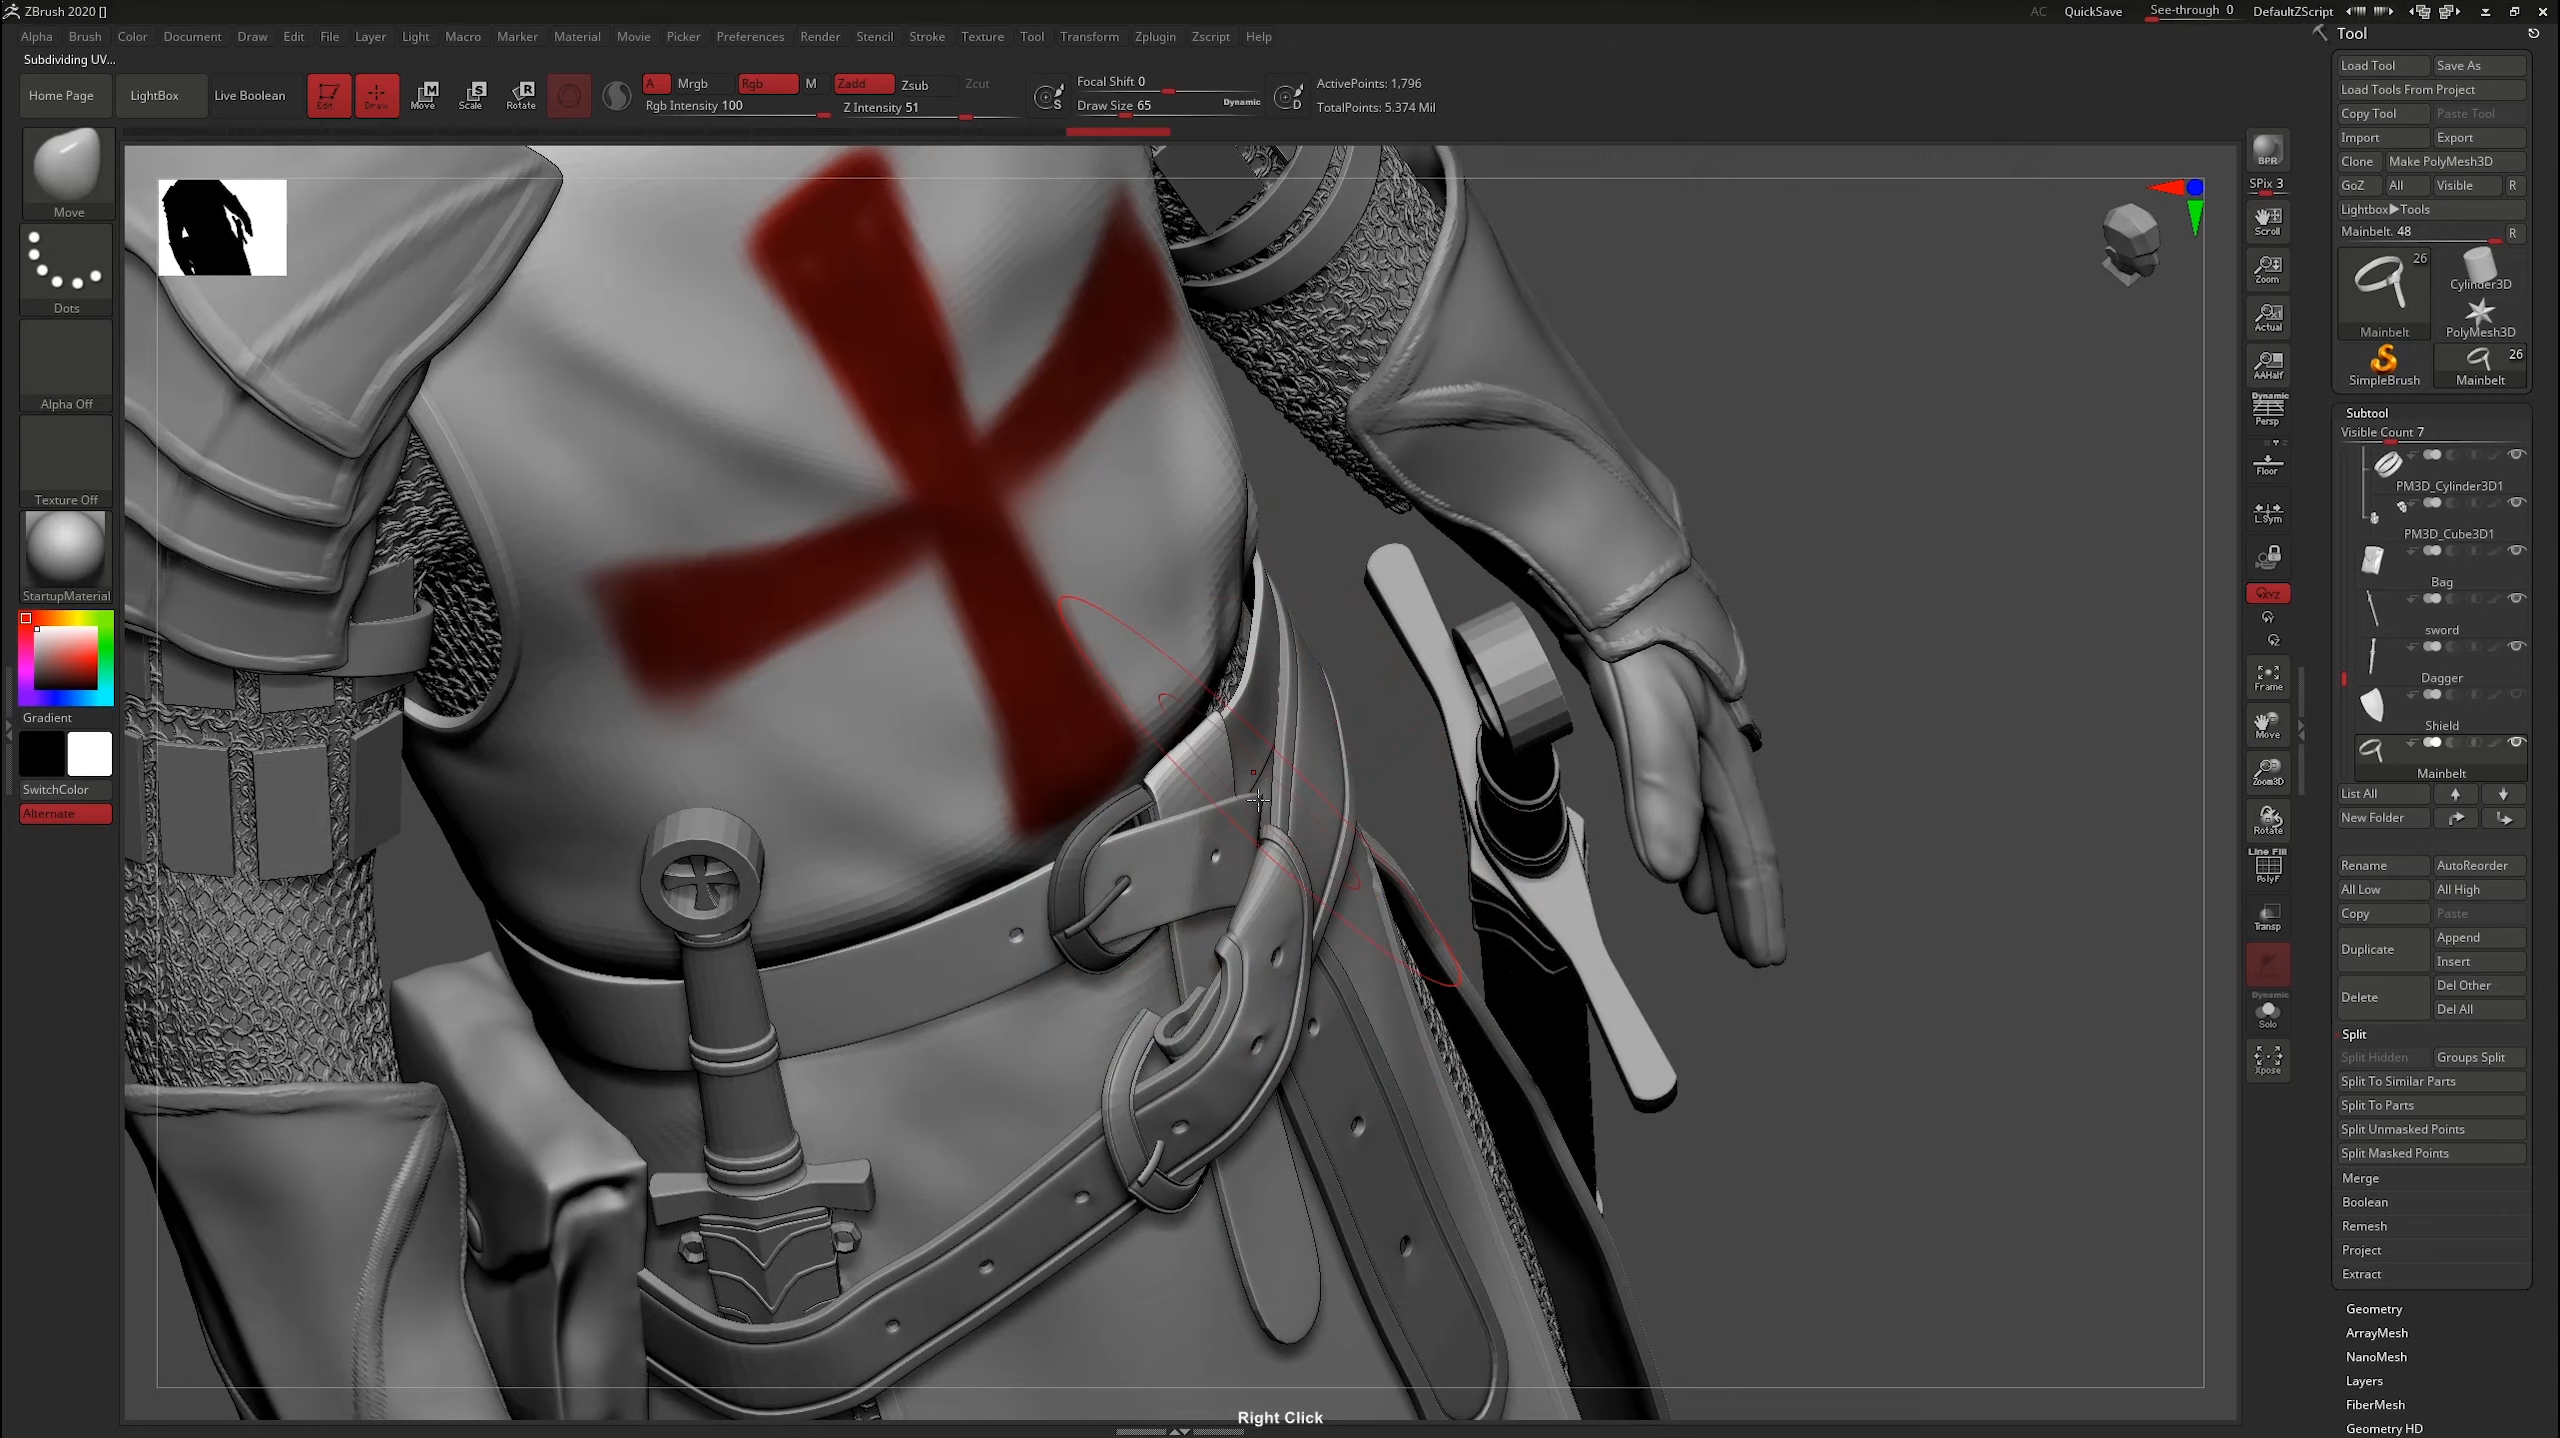 ZBrush 2020 []
AC QuickSave See-through 0 DefaultZScript
Alpha Brush Color Document Draw Edit File Layer Light Macro Marker Material Movie Picker Preferences Render Stencil Stroke Texture Tool Transform Zplugin Zscript Help
Subdividing UV...
Home Page LightBox Live Boolean Edit Draw Move Scale Rotate
A Mrgb Rgb M Zadd Zsub Zcut
Rgb Intensity 100 Z Intensity 51
Focal Shift 0
Draw Size 65 Dynamic
ActivePoints: 1,796
TotalPoints: 5.374 Mil
Move
Dots
Alpha Off
Texture Off
StartupMaterial
Gradient
SwitchColor
Alternate
BPR
SPix 3
Scroll
Zoom
Actual
AAHalf
Dynamic
Persp
Floor
L.Sym
XYZ
Frame
Move
Zoom3D
Rotate
Line Fill
PolyF
Transp
Dynamic
Solo
Xpose
Tool
Load Tool Save As
Load Tools From Project
Copy Tool Paste Tool
Import Export
Clone Make PolyMesh3D
GoZ All Visible R
Lightbox▶Tools
Mainbelt. 48 R
26
Cylinder3D
Mainbelt PolyMesh3D
26
SimpleBrush Mainbelt
Subtool
Visible Count 7
PM3D_Cylinder3D1
PM3D_Cube3D1
Bag
sword
Dagger
Shield
Mainbelt
List All
New Folder
Rename AutoReorder
All Low All High
Copy Paste
Duplicate Append
Insert
Delete Del Other
Del All
Split
Split Hidden Groups Split
Split To Similar Parts
Split To Parts
Split Unmasked Points
Split Masked Points
Merge
Boolean
Remesh
Project
Extract
Geometry
ArrayMesh
NanoMesh
Layers
FiberMesh
Geometry HD
Right Click